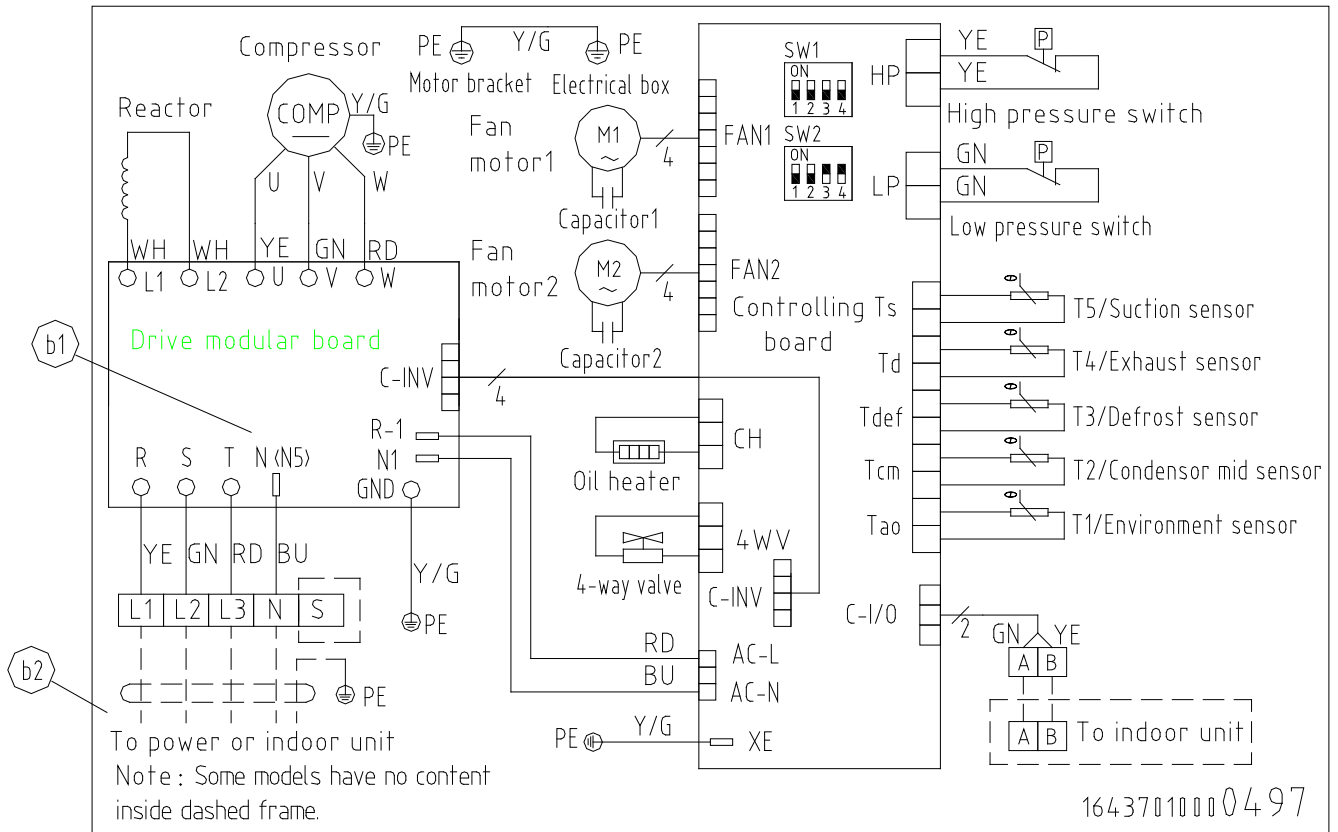 Compressor
COMP
Y/G
PE
U V W
Reactor
WH WH YE GN RD
L1 L2 U V W
Drive modular board
b1
C-INV
4
R-1
N1
R S T N (N5)
GND
YE GN RD BU
Y/G
PE
L1 L2 L3 N S
b2
PE
To power or indoor unit
Note: Some models have no content
inside dashed frame.
PE Y/G PE
Motor bracket Electrical box
Fan
motor1
M1
~
4
FAN1
Capacitor1
Fan
motor2
M2
~
4
FAN2
Capacitor2
Controlling
board
CH
Oil heater
4WV
4-way valve
C-INV
RD
AC-L
BU
AC-N
PE Y/G XE
SW1
ON
1 2 3 4
SW2
ON
1 2 3 4
HP
YE P
YE
High pressure switch
LP
GN P
GN
Low pressure switch
Ts θ T5/Suction sensor
Td θ T4/Exhaust sensor
Tdef θ T3/Defrost sensor
Tcm θ T2/Condensor mid sensor
Tao θ T1/Environment sensor
C-I/O
2
GN YE
A B
A B To indoor unit
16437010000497